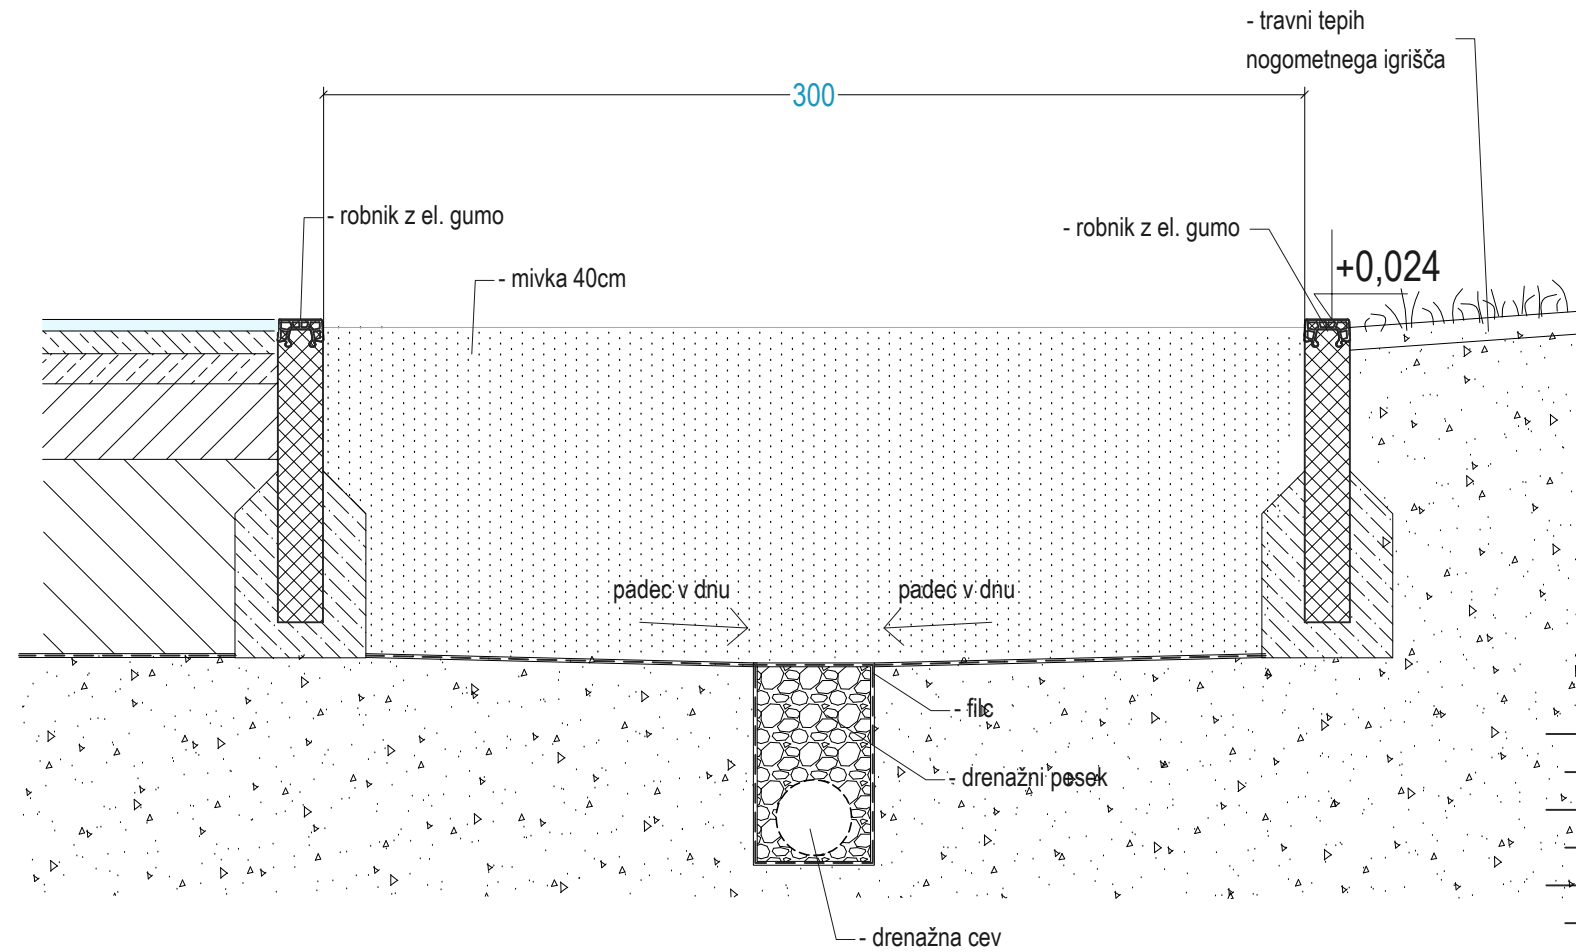 - travni tepih
nogometnega igrišča
300
- robnik z el. gumo
- robnik z el. gumo
+0,024
- mivka 40cm
padec v dnu
padec v dnu
- filc
- drenažni pesek
- drenažna cev